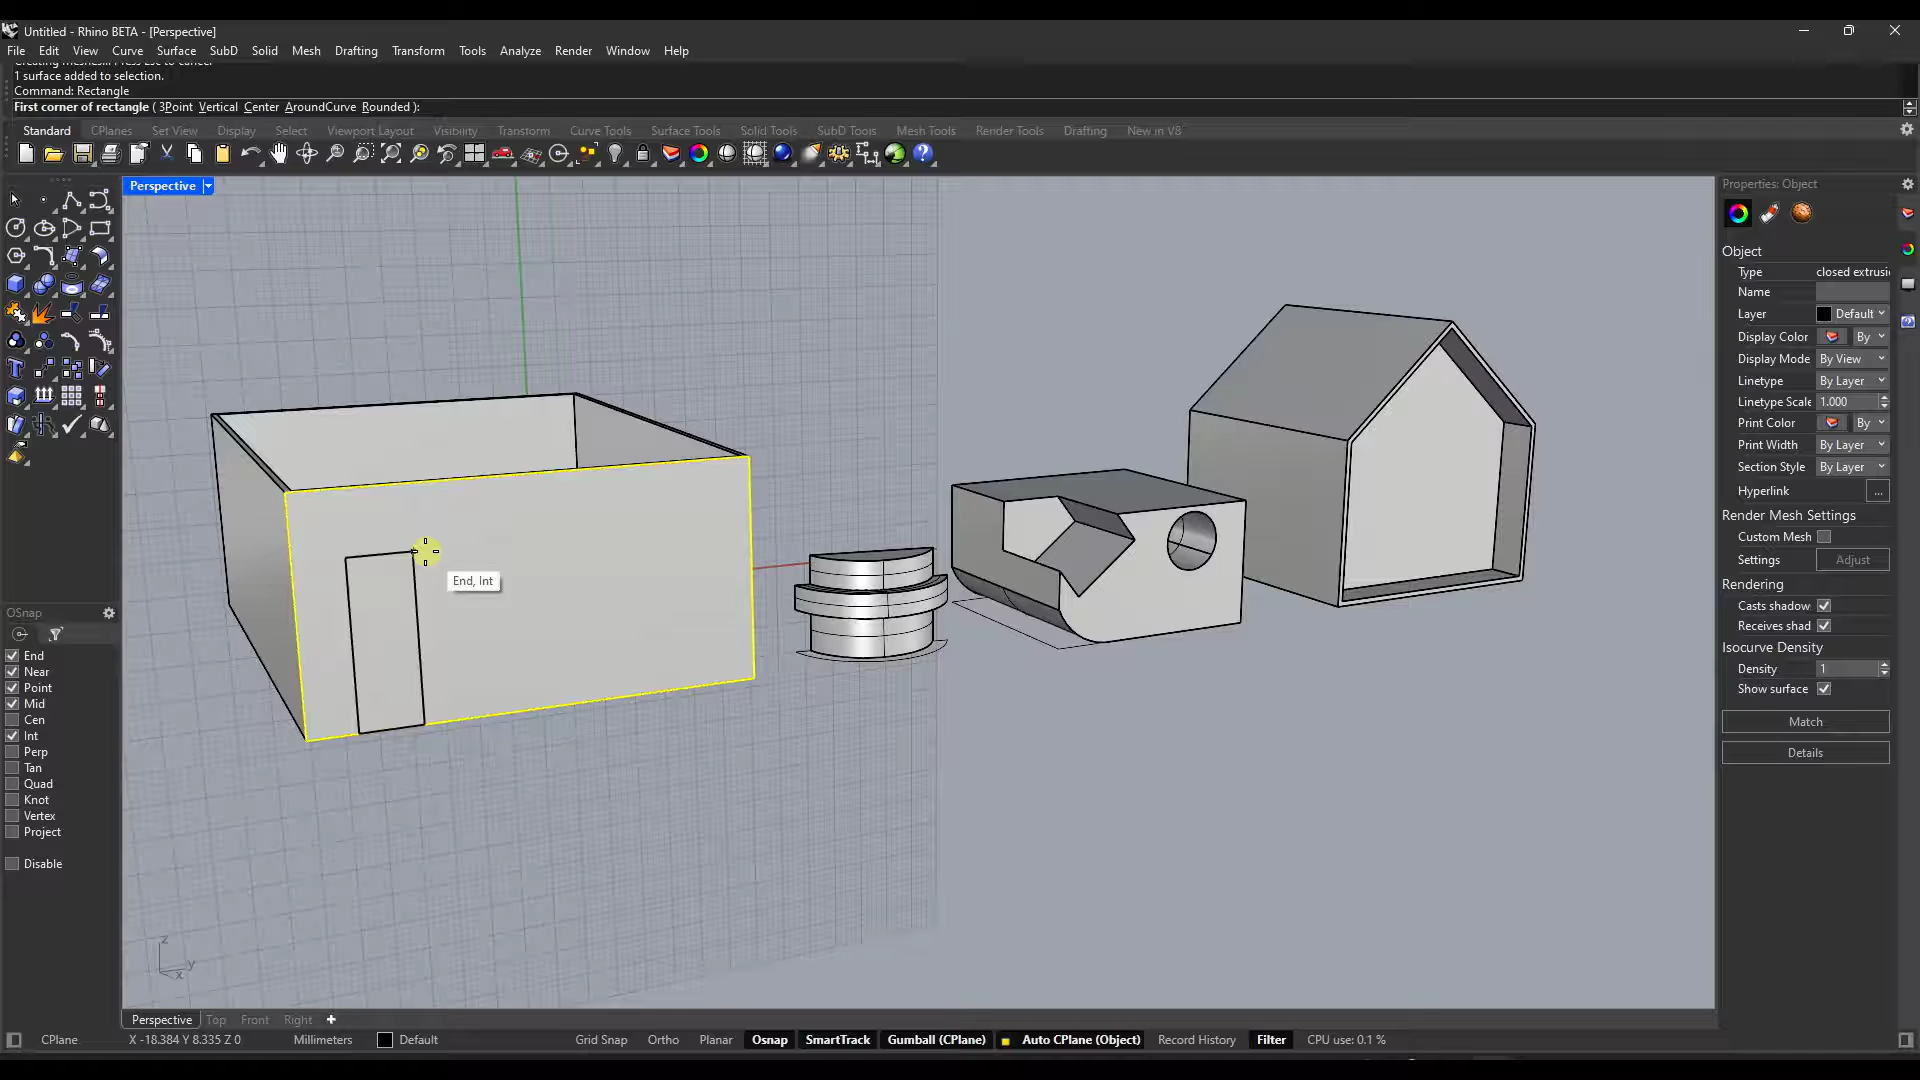 Untitled - Rhino BETA - [Perspective]
File Edit View Curve Surface SubD Solid Mesh Drafting Transform Tools Analyze Render Window Help
1 surface added to selection.
Command: Rectangle
First corner of rectangle ( 3Point Vertical Center AroundCurve Rounded ):
Standard CPlanes Set View Display Select Viewport Layout Visibility Transform Curve Tools Surface Tools Solid Tools SubD Tools Mesh Tools Render Tools Drafting New in V8
Perspective
Properties: Object
Object
Type closed extrusi
Name
Layer Default
Display Color By
Display Mode By View
Linetype By Layer
Linetype Scale 1.000
Print Color By
Print Width By Layer
Section Style By Layer
Hyperlink ...
Render Mesh Settings
Custom Mesh
Settings Adjust
Rendering
Casts shadow
Receives shad
Isocurve Density
Density 1
Show surface
Match
Details
End, Int
OSnap
End
Near
Point
Mid
Cen
Int
Perp
Tan
Quad
Knot
Vertex
Project
Disable
z
y
x
Perspective Top Front Right
CPlane X -18.384 Y 8.335 Z 0 Millimeters Default Grid Snap Ortho Planar Osnap SmartTrack Gumball (CPlane) Auto CPlane (Object) Record History Filter CPU use: 0.1 %